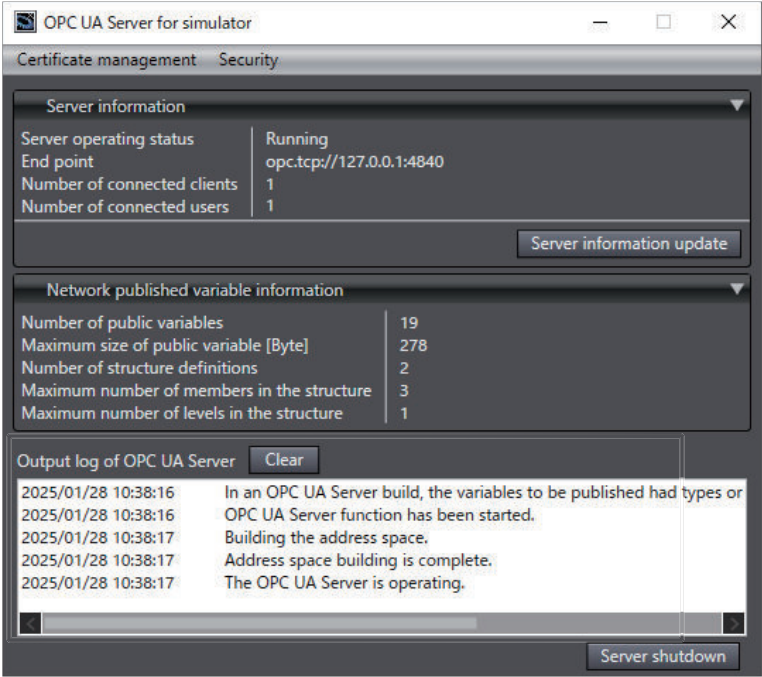 OPC UA Server for simulator
Certificate management Security
Server information
Server operating status Running
End point opc.tcp://127.0.0.1:4840
Number of connected clients 1
Number of connected users 1
Server information update
Network published variable information
Number of public variables 19
Maximum size of public variable [Byte] 278
Number of structure definitions 2
Maximum number of members in the structure 3
Maximum number of levels in the structure 1
Output log of OPC UA Server Clear
2025/01/28 10:38:16 In an OPC UA Server build, the variables to be published had types or
2025/01/28 10:38:16 OPC UA Server function has been started.
2025/01/28 10:38:17 Building the address space.
2025/01/28 10:38:17 Address space building is complete.
2025/01/28 10:38:17 The OPC UA Server is operating.
Server shutdown